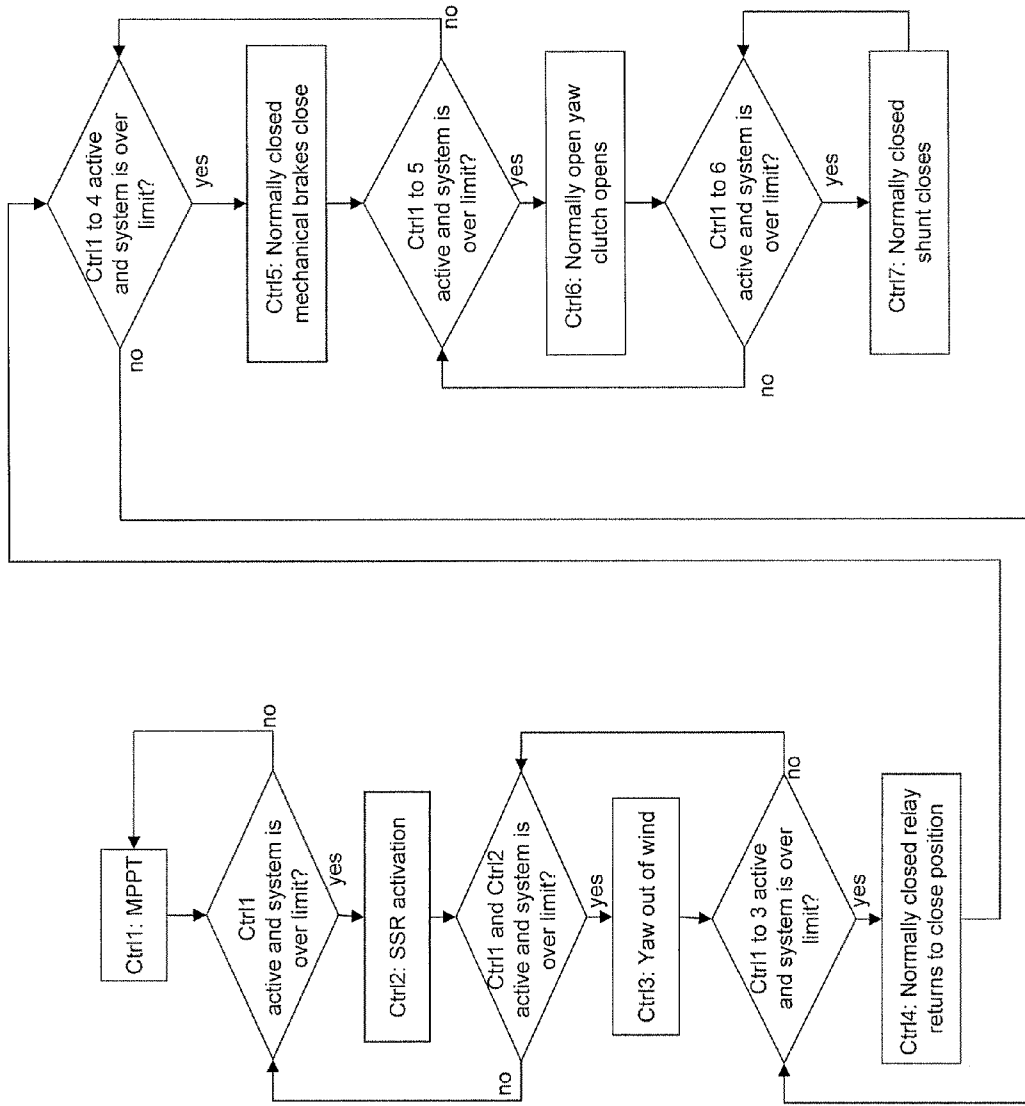 Ctrl1: MPPT
Ctrl1
active and system is
over limit?
no
yes
Ctrl2: SSR activation
Ctrl1 and Ctrl2
active and system is
over limit?
no
yes
Ctrl3: Yaw out of wind
Ctrl1 to 3 active
and system is over
limit?
no
yes
Ctrl4: Normally closed relay
returns to close position
Ctrl1 to 4 active
and system is over
limit?
no
yes
Ctrl5: Normally closed
mechanical brakes close
Ctrl1 to 5
active and system is
over limit?
no
yes
Ctrl6: Normally open yaw
clutch opens
Ctrl1 to 6
active and system is
over limit?
no
yes
Ctrl7: Normally closed
shunt closes